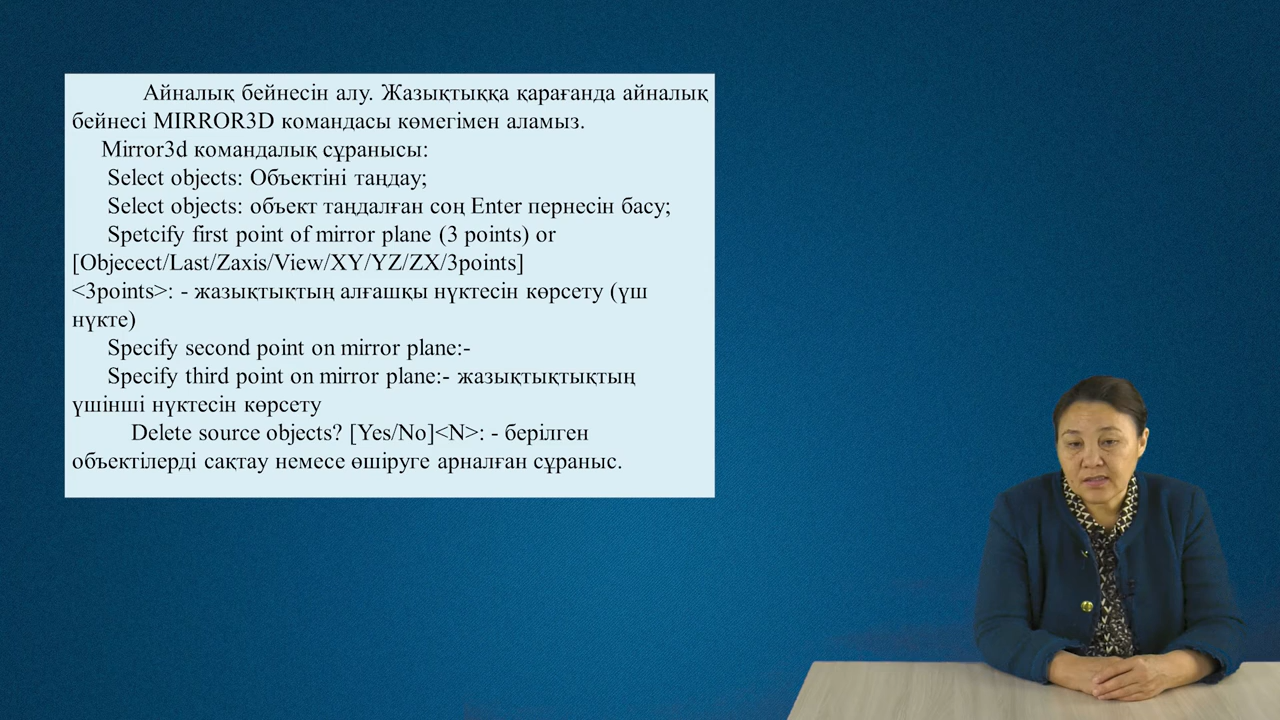 Айналық бейнесін алу. Жазықтыққа қарағанда айналық
бейнесі MIRROR3D командасы көмегімен аламыз.
Mirror3d командалық сұранысы:
Select objects: Объектіні таңдау;
Select objects: объект таңдалған соң Enter пернесін басу;
Spetcify first point of mirror plane (3 points) or
[Objecect/Last/Zaxis/View/XY/YZ/ZX/3points]
<3points>: - жазықтықтың алғашқы нүктесін көрсету (үш
нүкте)
Specify second point on mirror plane:-
Specify third point on mirror plane:- жазықтықтықтың
үшінші нүктесін көрсету
Delete source objects? [Yes/No]<N>: - берілген
объектілерді сақтау немесе өшіруге арналған сұраныс.